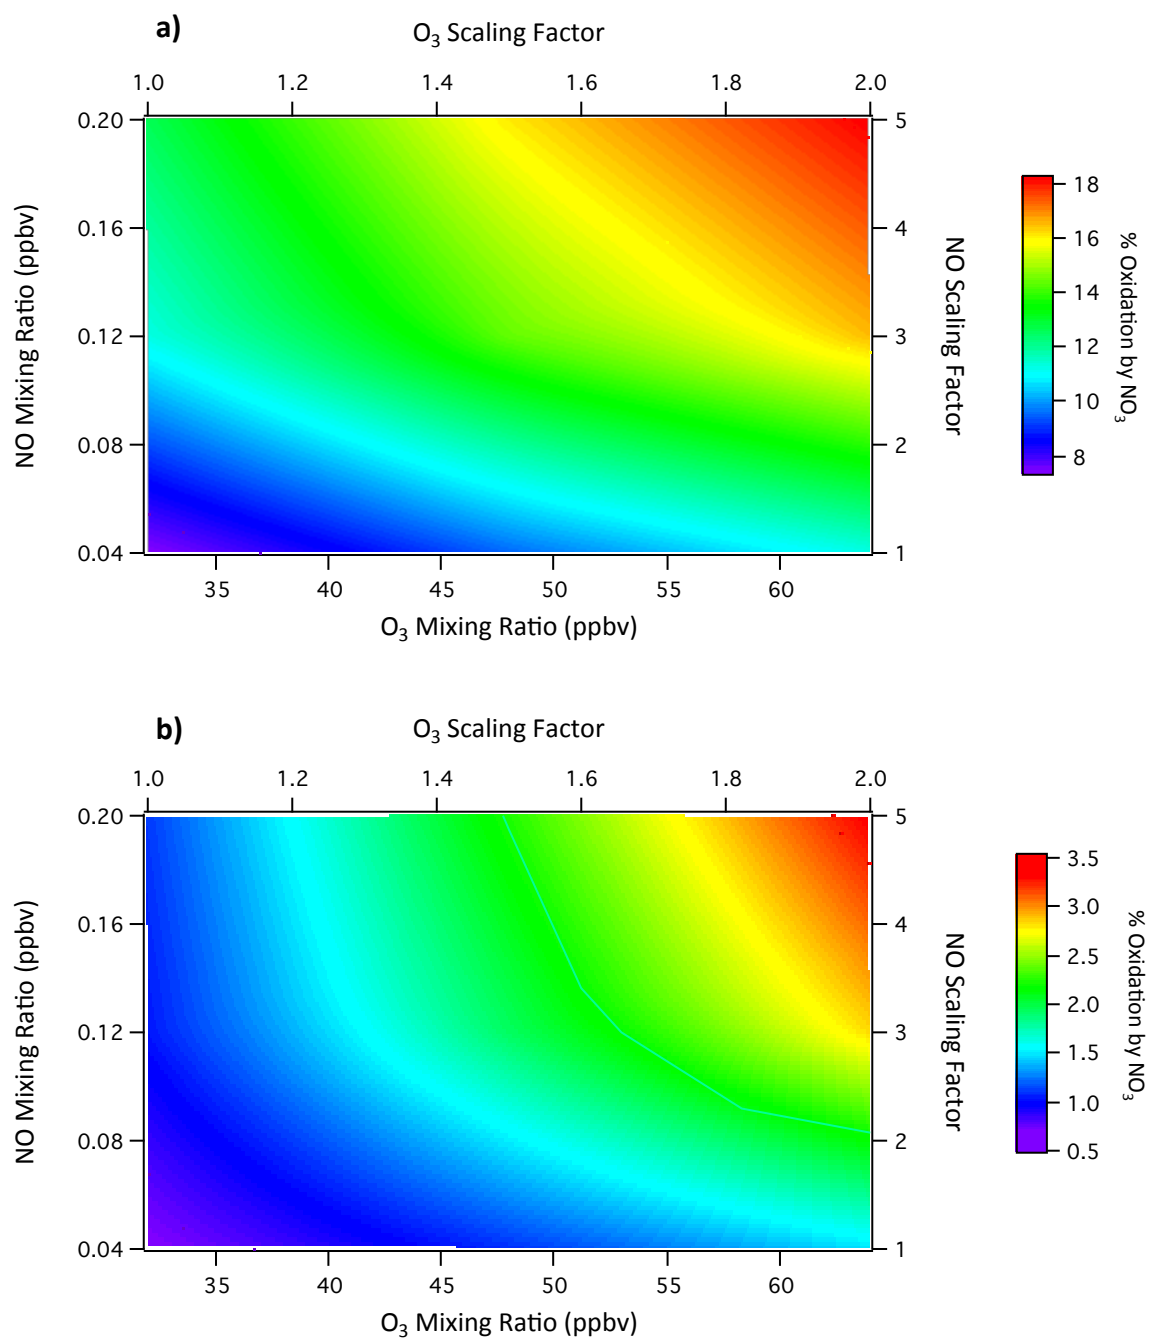 a)
O₃ Scaling Factor
1.0 1.2 1.4 1.6 1.8 2.0
0.20
0.16
0.12
0.08
0.04
NO Mixing Ratio (ppbv)
5
4
3
2
1
NO Scaling Factor
35 40 45 50 55 60
O₃ Mixing Ratio (ppbv)
18
16
14
12
10
8
% Oxidation by NO₃
b)
O₃ Scaling Factor
1.0 1.2 1.4 1.6 1.8 2.0
0.20
0.16
0.12
0.08
0.04
NO Mixing Ratio (ppbv)
5
4
3
2
1
NO Scaling Factor
35 40 45 50 55 60
O₃ Mixing Ratio (ppbv)
3.5
3.0
2.5
2.0
1.5
1.0
0.5
% Oxidation by NO₃